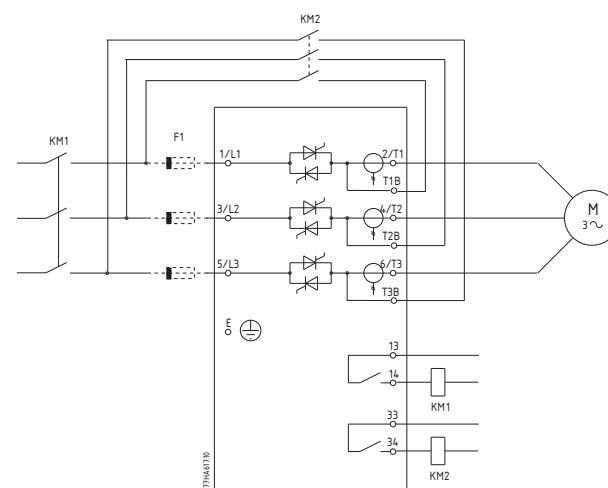 KM2
KM1
F1
1/L1
2/T1
T1B
3/L2
4/T2
T2B
M
3~
5/L3
6/T3
T3B
E
13
14
KM1
33
34
KM2
77HA61710